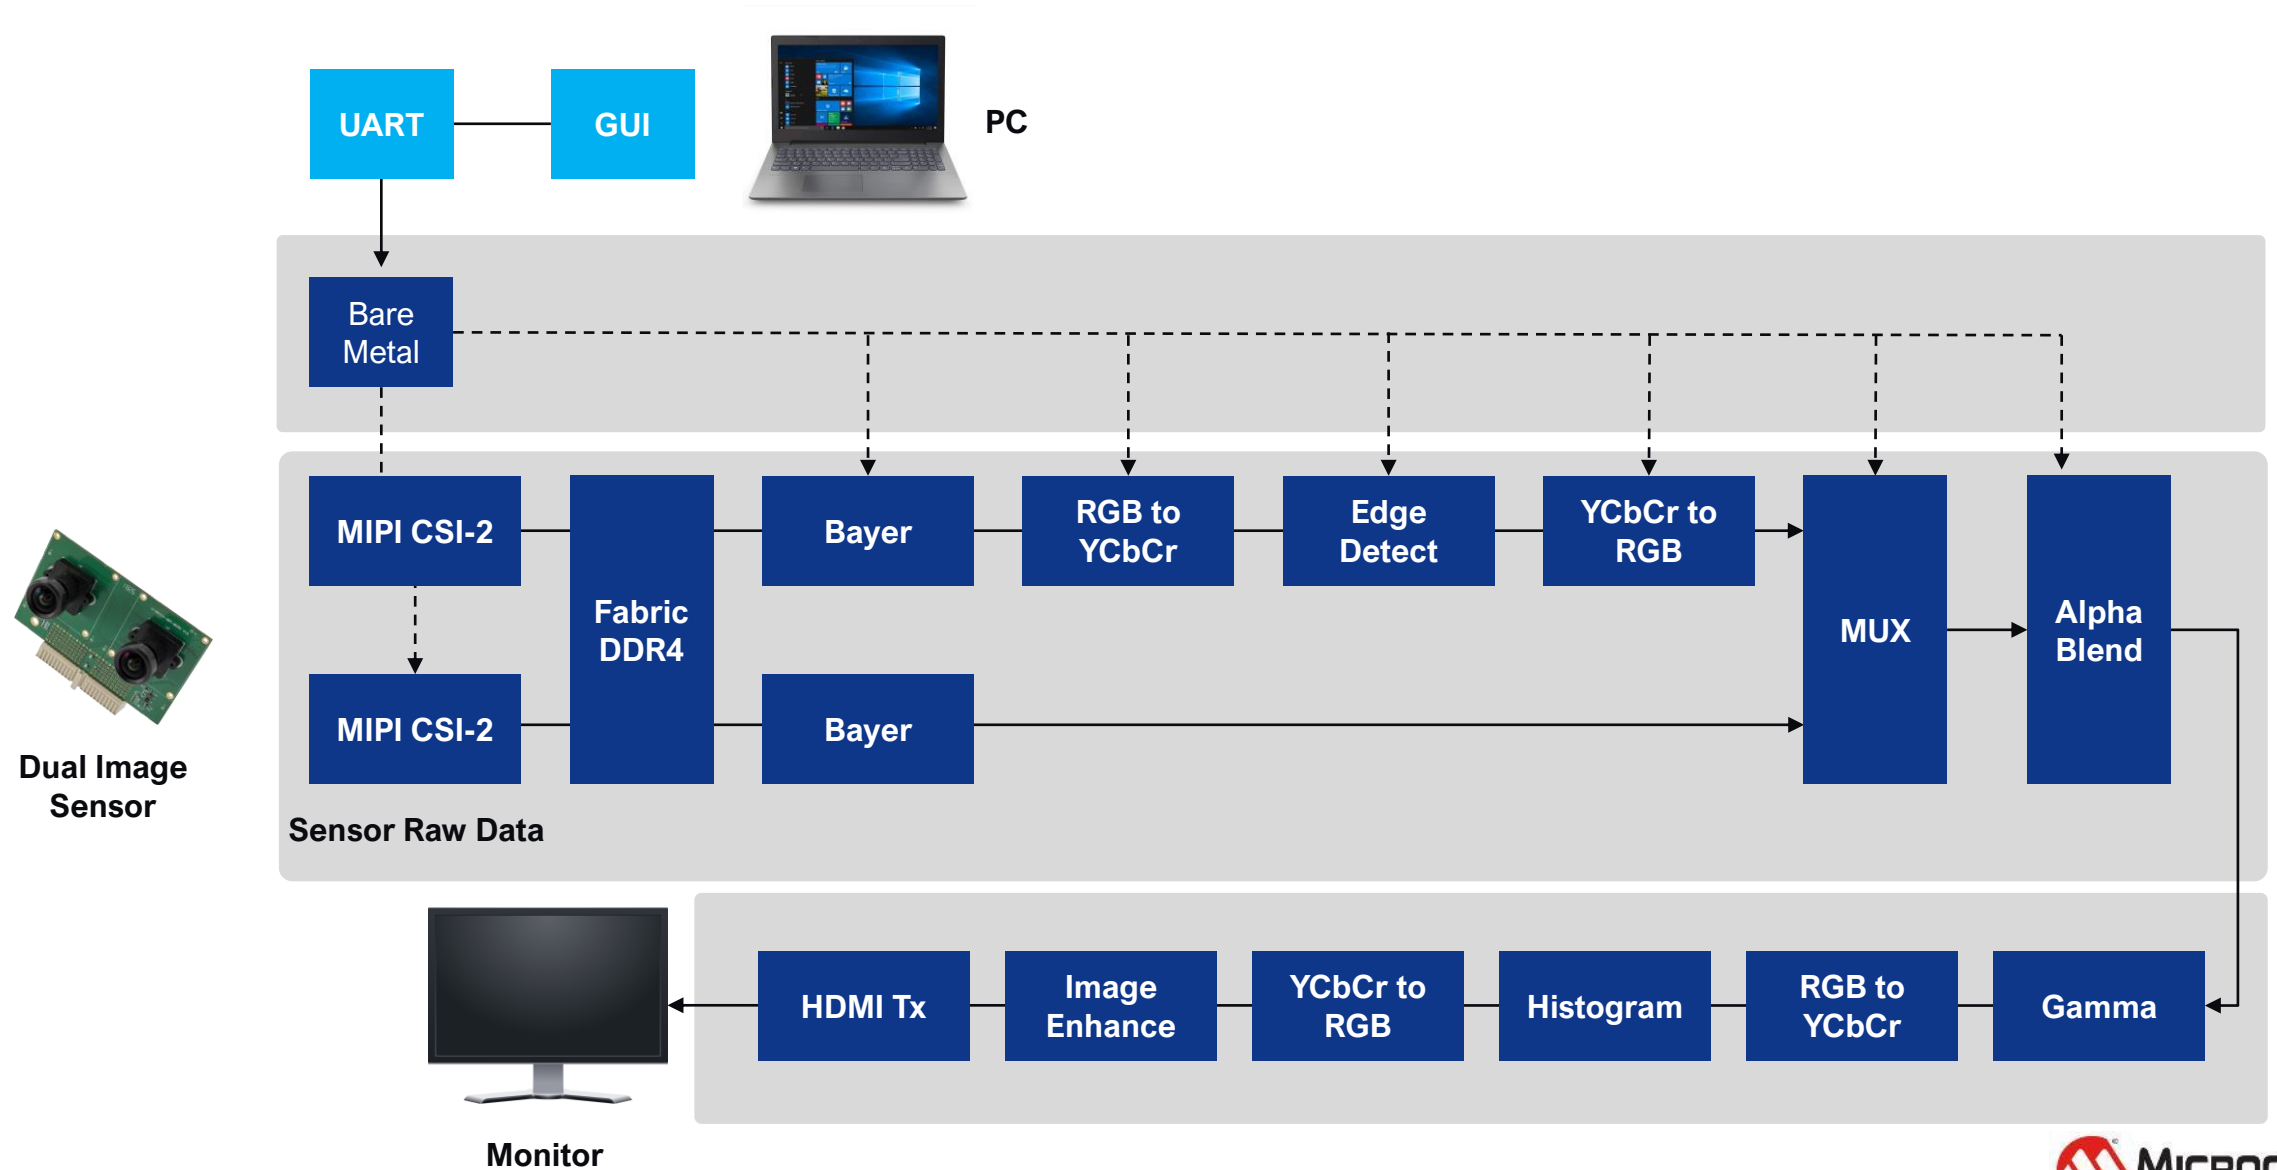 UART
GUI
PC
Bare
Metal
MIPI CSI-2
Fabric
DDR4
Bayer
RGB to
YCbCr
Edge
Detect
YCbCr to
RGB
MUX
Alpha
Blend
MIPI CSI-2
Bayer
Dual Image
Sensor
Sensor Raw Data
HDMI Tx
Image
Enhance
YCbCr to
RGB
Histogram
RGB to
YCbCr
Gamma
Monitor